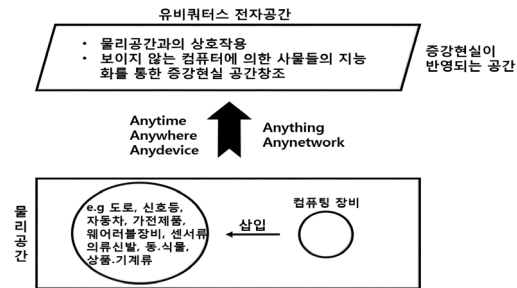 유비쿼터스 전자공간
• 물리공간과의 상호작용
• 보이지 않는 컴퓨터에 의한 사물들의 지능
화를 통한 증강현실 공간창조
증강현실이
반영되는 공간
Anytime
Anywhere
Anydevice
Anything
Anynetwork
물리공간
e.g 도로, 신호등,
자동차, 가전제품,
웨어러블장비, 센서류
의류신발, 동.식물,
상품.기계류
삽입
컴퓨팅 장비